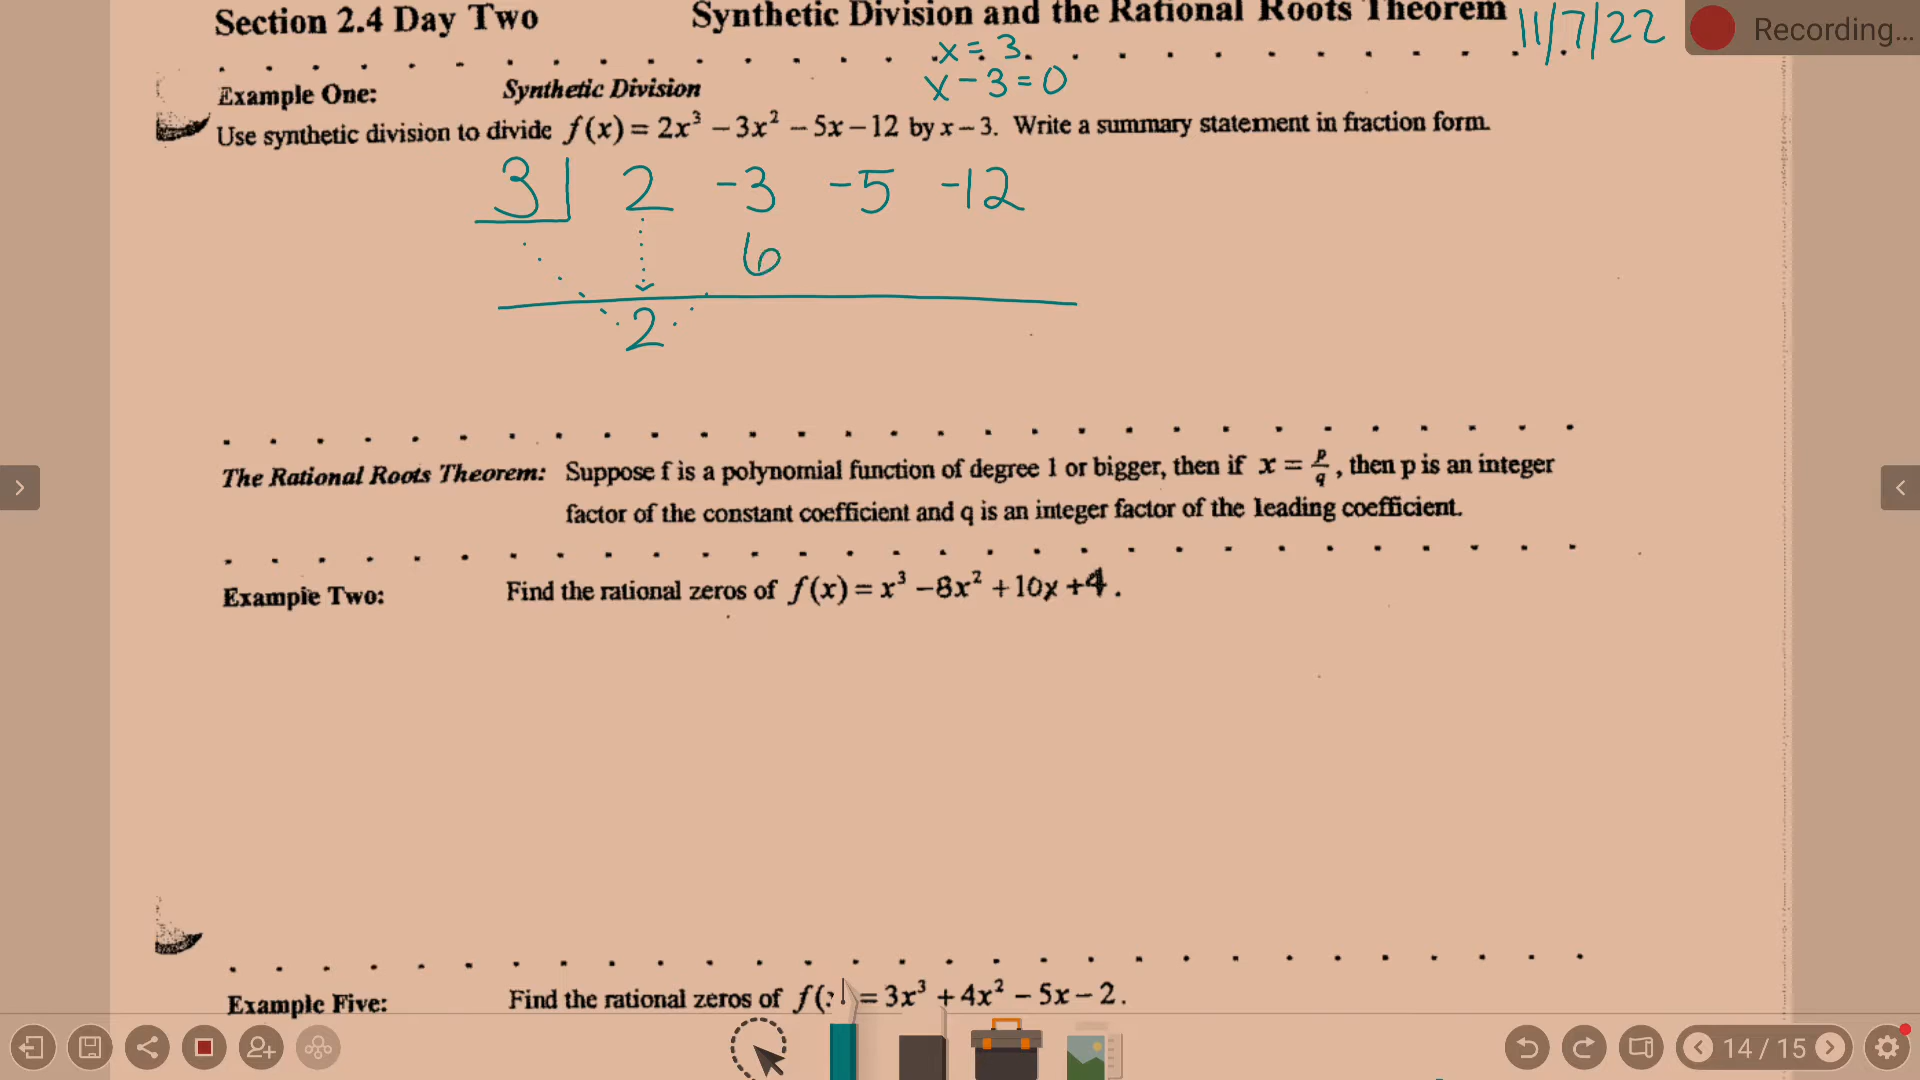 Section 2.4 Day Two Synthetic Division and the Rational Roots Theorem 11/7/22 Recording...
x = 3
Example One: Synthetic Division x - 3 = 0
Use synthetic division to divide f(x) = 2x³ - 3x² - 5x - 12 by x - 3. Write a summary statement in fraction form.
3 2 -3 -5 -12
6
2
The Rational Roots Theorem: Suppose f is a polynomial function of degree 1 or bigger, then if x = p/q, then p is an integer
factor of the constant coefficient and q is an integer factor of the leading coefficient.
Example Two: Find the rational zeros of f(x) = x³ - 8x² + 10x + 4.
Example Five: Find the rational zeros of f( = 3x³ + 4x² - 5x - 2.
14 / 15